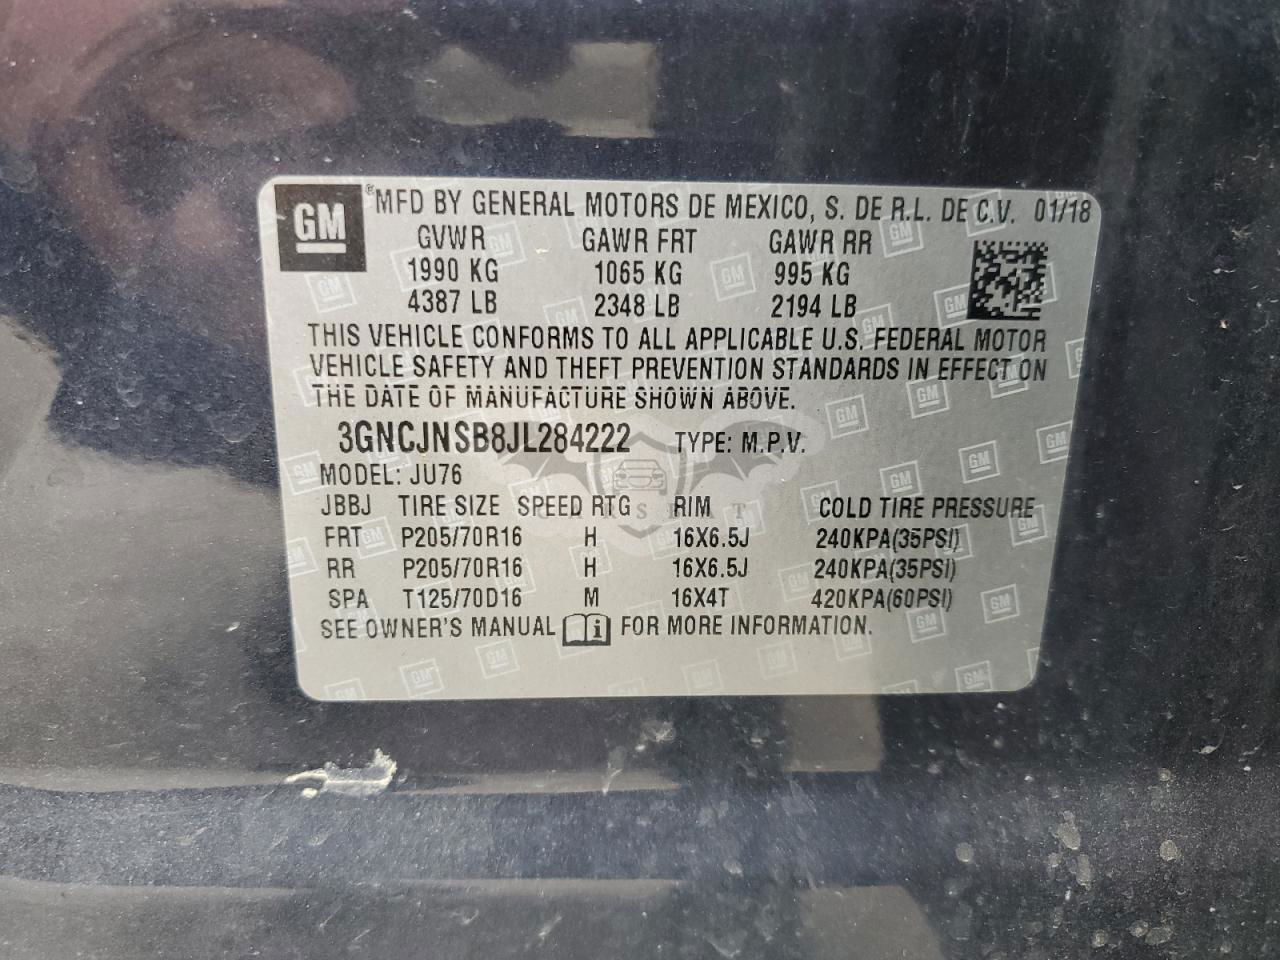 GM ® MFD BY GENERAL MOTORS DE MEXICO, S. DE R.L. DE C.V. 01/18
GVWR GAWR FRT GAWR RR
1990 KG 1065 KG 995 KG
4387 LB 2348 LB 2194 LB
THIS VEHICLE CONFORMS TO ALL APPLICABLE U.S. FEDERAL MOTOR
VEHICLE SAFETY AND THEFT PREVENTION STANDARDS IN EFFECT ON
THE DATE OF MANUFACTURE SHOWN ABOVE.
3GNCJNSB8JL284222 TYPE: M.P.V.
MODEL: JU76
JBBJ TIRE SIZE SPEED RTG RIM COLD TIRE PRESSURE
FRT P205/70R16 H 16X6.5J 240KPA(35PSI)
RR P205/70R16 H 16X6.5J 240KPA(35PSI)
SPA T125/70D16 M 16X4T 420KPA(60PSI)
SEE OWNER'S MANUAL i FOR MORE INFORMATION.